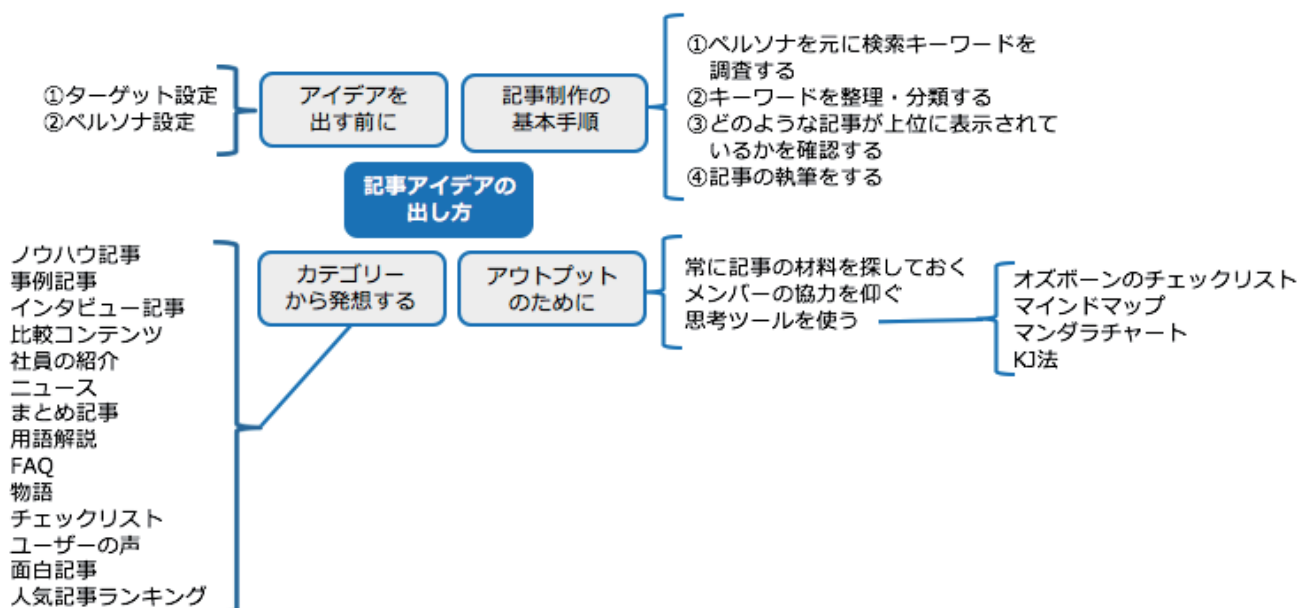 ①ターゲット設定
②ペルソナ設定
アイデアを
出す前に
記事制作の
基本手順
①ペルソナを元に検索キーワードを
調査する
②キーワードを整理・分類する
③どのような記事が上位に表示されて
いるかを確認する
④記事の執筆をする
記事アイデアの
出し方
ノウハウ記事
事例記事
インタビュー記事
比較コンテンツ
社員の紹介
ニュース
まとめ記事
用語解説
FAQ
物語
チェックリスト
ユーザーの声
面白記事
人気記事ランキング
カテゴリー
から発想する
アウトプット
のために
常に記事の材料を探しておく
メンバーの協力を仰ぐ
思考ツールを使う
オズボーンのチェックリスト
マインドマップ
マンダラチャート
KJ法